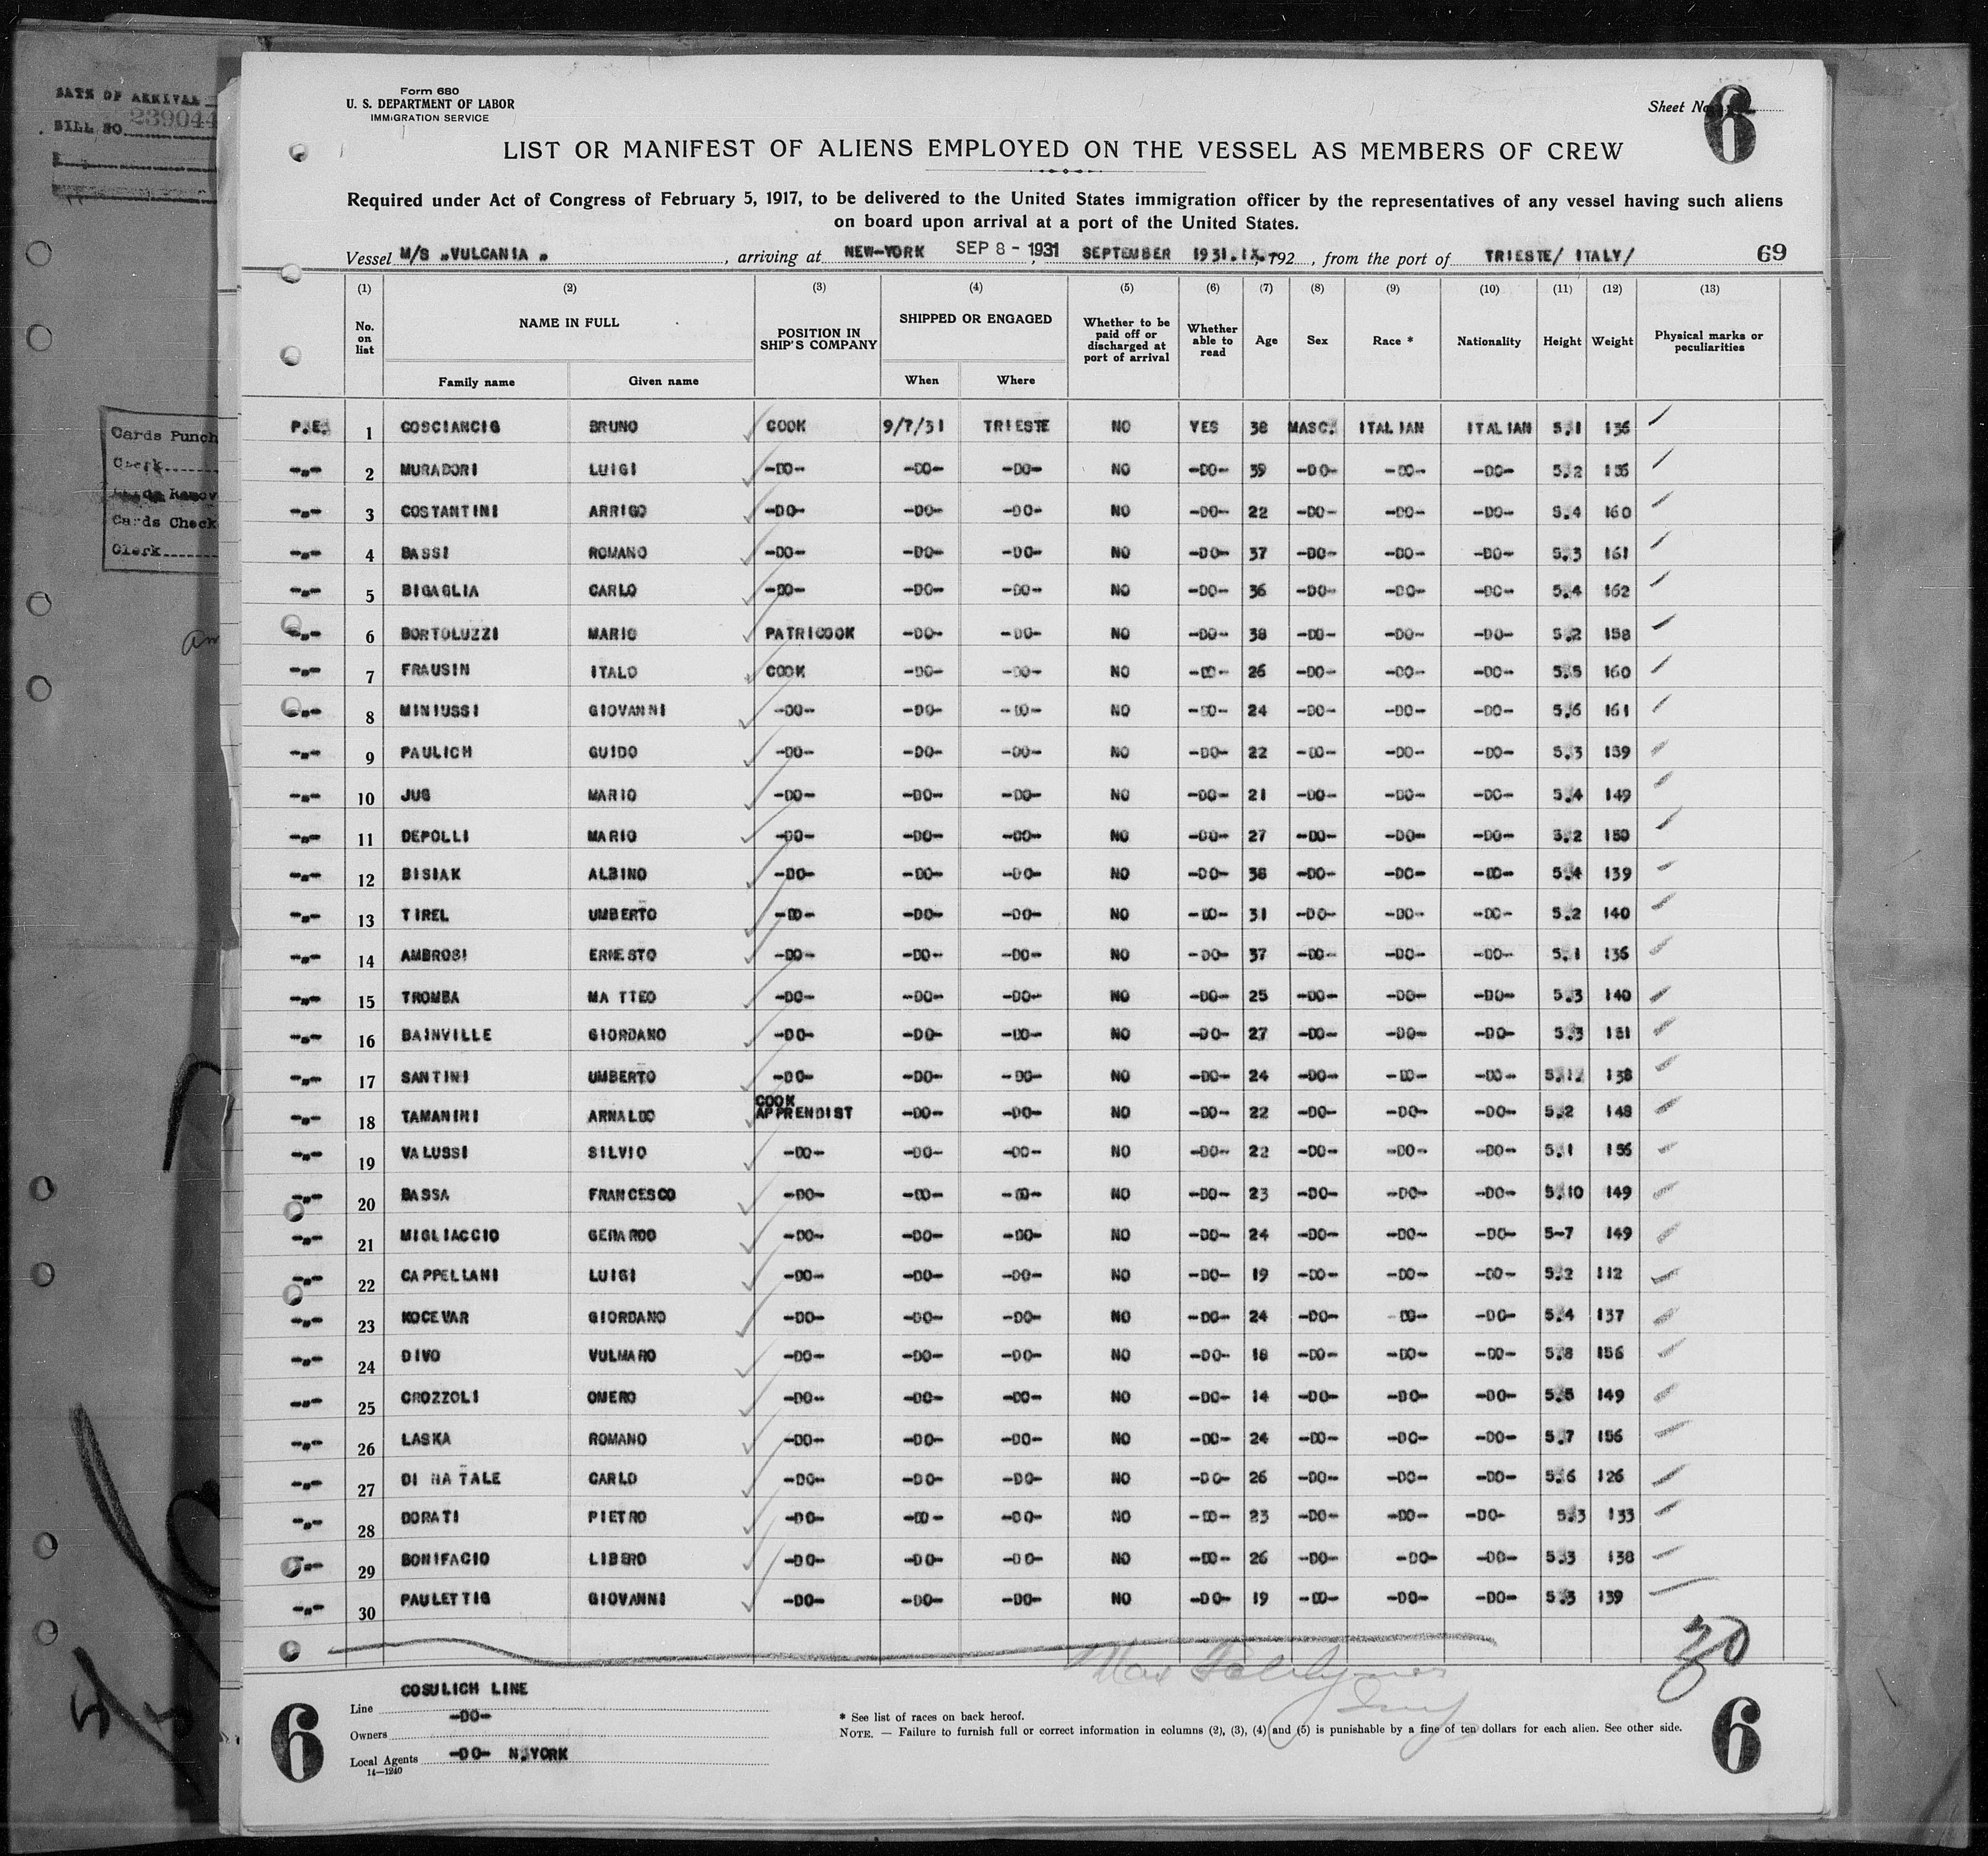 DATE OF ARRIVAL
BILL NO. 239044
Cards Punch
Clerk
Cards Remov
Cards Check
Clerk
Form 680
U. S. DEPARTMENT OF LABOR
IMMIGRATION SERVICE
Sheet No. 6
LIST OR MANIFEST OF ALIENS EMPLOYED ON THE VESSEL AS MEMBERS OF CREW
Required under Act of Congress of February 5, 1917, to be delivered to the United States immigration officer by the representatives of any vessel having such aliens
on board upon arrival at a port of the United States.
Vessel M/S „VULCANIA „ , arriving at NEW-YORK SEP 8 - 1931 , SEPTEMBER 1931.IX. 192 , from the port of TRIESTE/ ITALY/ 69
(1) (2) (3) (4) (5) (6) (7) (8) (9) (10) (11) (12) (13)
No. on list NAME IN FULL Family name Given name POSITION IN SHIP'S COMPANY SHIPPED OR ENGAGED When Where Whether to be paid off or discharged at port of arrival Whether able to read Age Sex Race * Nationality Height Weight Physical marks or peculiarities
P.E. 1 COSCIANCIG BRUNO COOK 9/7/31 TRIESTE NO YES 38 MASC. ITALIAN ITALIAN 5.1 136
-„- 2 MURADORI LUIGI -DO- -DO- -DO- NO -DO- 39 -DO- -DO- -DO- 5.2 156
-„- 3 COSTANTINI ARRIGO -DO- -DO- -DO- NO -DO- 22 -DO- -DO- -DO- 5.4 160
-„- 4 BASSI ROMANO -DO- -DO- -DO- NO -DO- 37 -DO- -DO- -DO- 5.3 161
-„- 5 BIGAGLIA CARLO -DO- -DO- -DO- NO -DO- 36 -DO- -DO- -DO- 5.4 162
-„- 6 BORTOLUZZI MARIO PATRICOOK -DO- -DO- NO -DO- 38 -DO- -DO- -DO- 5.2 158
-„- 7 FRAUSIN ITALO COOK -DO- -DO- NO -DO- 26 -DO- -DO- -DO- 5.5 160
-„- 8 MINIUSSI GIOVANNI -DO- -DO- -DO- NO -DO- 24 -DO- -DO- -DO- 5.6 161
-„- 9 PAULICH GUIDO -DO- -DO- -DO- NO -DO- 22 -DO- -DO- -DO- 5.3 159
-„- 10 JUG MARIO -DO- -DO- -DO- NO -DO- 21 -DO- -DO- -DO- 5.4 149
-„- 11 DEPOLLI MARIO -DO- -DO- -DO- NO -DO- 27 -DO- -DO- -DO- 5.2 150
-„- 12 BISIAK ALBINO -DO- -DO- -DO- NO -DO- 38 -DO- -DO- -DO- 5.4 139
-„- 13 TIREL UMBERTO -DO- -DO- -DO- NO -DO- 31 -DO- -DO- -DO- 5.2 140
-„- 14 AMBROSI ERNESTO -DO- -DO- -DO- NO -DO- 37 -DO- -DO- -DO- 5.1 136
-„- 15 TROMBA MATTEO -DO- -DO- -DO- NO -DO- 25 -DO- -DO- -DO- 5.3 140
-„- 16 BAINVILLE GIORDANO -DO- -DO- -DO- NO -DO- 27 -DO- -DO- -DO- 5.3 151
-„- 17 SANTINI UMBERTO -DO- -DO- -DO- NO -DO- 24 -DO- -DO- -DO- 5.1. 138
-„- 18 TAMANINI ARNALDO COOK APPRENDIST -DO- -DO- NO -DO- 22 -DO- -DO- -DO- 5.2 148
-„- 19 VALUSSI SILVIO -DO- -DO- -DO- NO -DO- 22 -DO- -DO- -DO- 5.1 156
-„- 20 BASSA FRANCESCO -DO- -DO- -DO- NO -DO- 23 -DO- -DO- -DO- 5.10 149
-„- 21 MIGLIACCIO GERARDO -DO- -DO- -DO- NO -DO- 24 -DO- -DO- -DO- 5-7 149
-„- 22 CAPPELLANI LUIGI -DO- -DO- -DO- NO -DO- 19 -DO- -DO- -DO- 5.2 112
-„- 23 KOCEVAR GIORDANO -DO- -DO- -DO- NO -DO- 24 -DO- -DO- -DO- 5.4 137
-„- 24 DIVO VULMARO -DO- -DO- -DO- NO -DO- 18 -DO- -DO- -DO- 5.8 156
-„- 25 CROZZOLI OMERO -DO- -DO- -DO- NO -DO- 14 -DO- -DO- -DO- 5.5 149
-„- 26 LASKA ROMANO -DO- -DO- -DO- NO -DO- 24 -DO- -DO- -DO- 5.7 156
-„- 27 DI NATALE CARLO -DO- -DO- -DO- NO -DO- 26 -DO- -DO- -DO- 5.6 126
-„- 28 DORATI PIETRO -DO- -DO- -DO- NO -DO- 23 -DO- -DO- -DO- 5.3 133
-„- 29 BONIFACIO LIBERO -DO- -DO- -DO- NO -DO- 26 -DO- -DO- -DO- 5.3 138
-„- 30 PAULETTIG GIOVANNI -DO- -DO- -DO- NO -DO- 19 -DO- -DO- -DO- 5.3 139
30
6
Line COSULICH LINE
Owners -DO-
Local Agents -DO- N.YORK
14—1240
* See list of races on back hereof.
NOTE. — Failure to furnish full or correct information in columns (2), (3), (4) and (5) is punishable by a fine of ten dollars for each alien. See other side.
6